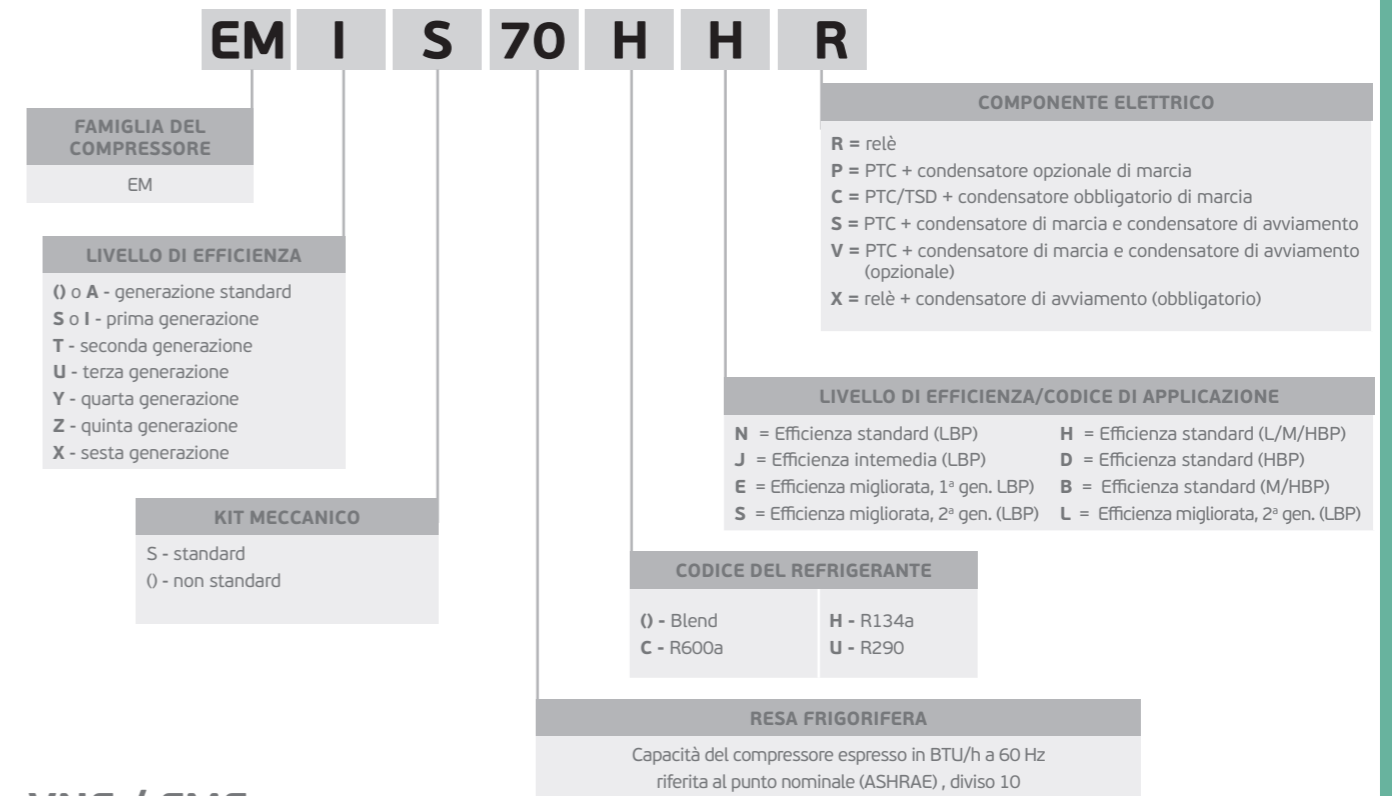 EM I S 70 H H R
FAMIGLIA DEL
COMPRESSORE
EM
LIVELLO DI EFFICIENZA
() o A - generazione standard
S o I - prima generazione
T - seconda generazione
U - terza generazione
Y - quarta generazione
Z - quinta generazione
X - sesta generazione
KIT MECCANICO
S - standard
() - non standard
COMPONENTE ELETTRICO
R = relè
P = PTC + condensatore opzionale di marcia
C = PTC/TSD + condensatore obbligatorio di marcia
S = PTC + condensatore di marcia e condensatore di avviamento
V = PTC + condensatore di marcia e condensatore di avviamento
(opzionale)
X = relè + condensatore di avviamento (obbligatorio)
LIVELLO DI EFFICIENZA/CODICE DI APPLICAZIONE
N = Efficienza standard (LBP)
J = Efficienza intemedia (LBP)
E = Efficienza migliorata, 1ª gen. LBP)
S = Efficienza migliorata, 2ª gen. (LBP)
H = Efficienza standard (L/M/HBP)
D = Efficienza standard (HBP)
B = Efficienza standard (M/HBP)
L = Efficienza migliorata, 2ª gen. (LBP)
CODICE DEL REFRIGERANTE
() - Blend
C - R600a
H - R134a
U - R290
RESA FRIGORIFERA
Capacità del compressore espresso in BTU/h a 60 Hz
riferita al punto nominale (ASHRAE) , diviso 10